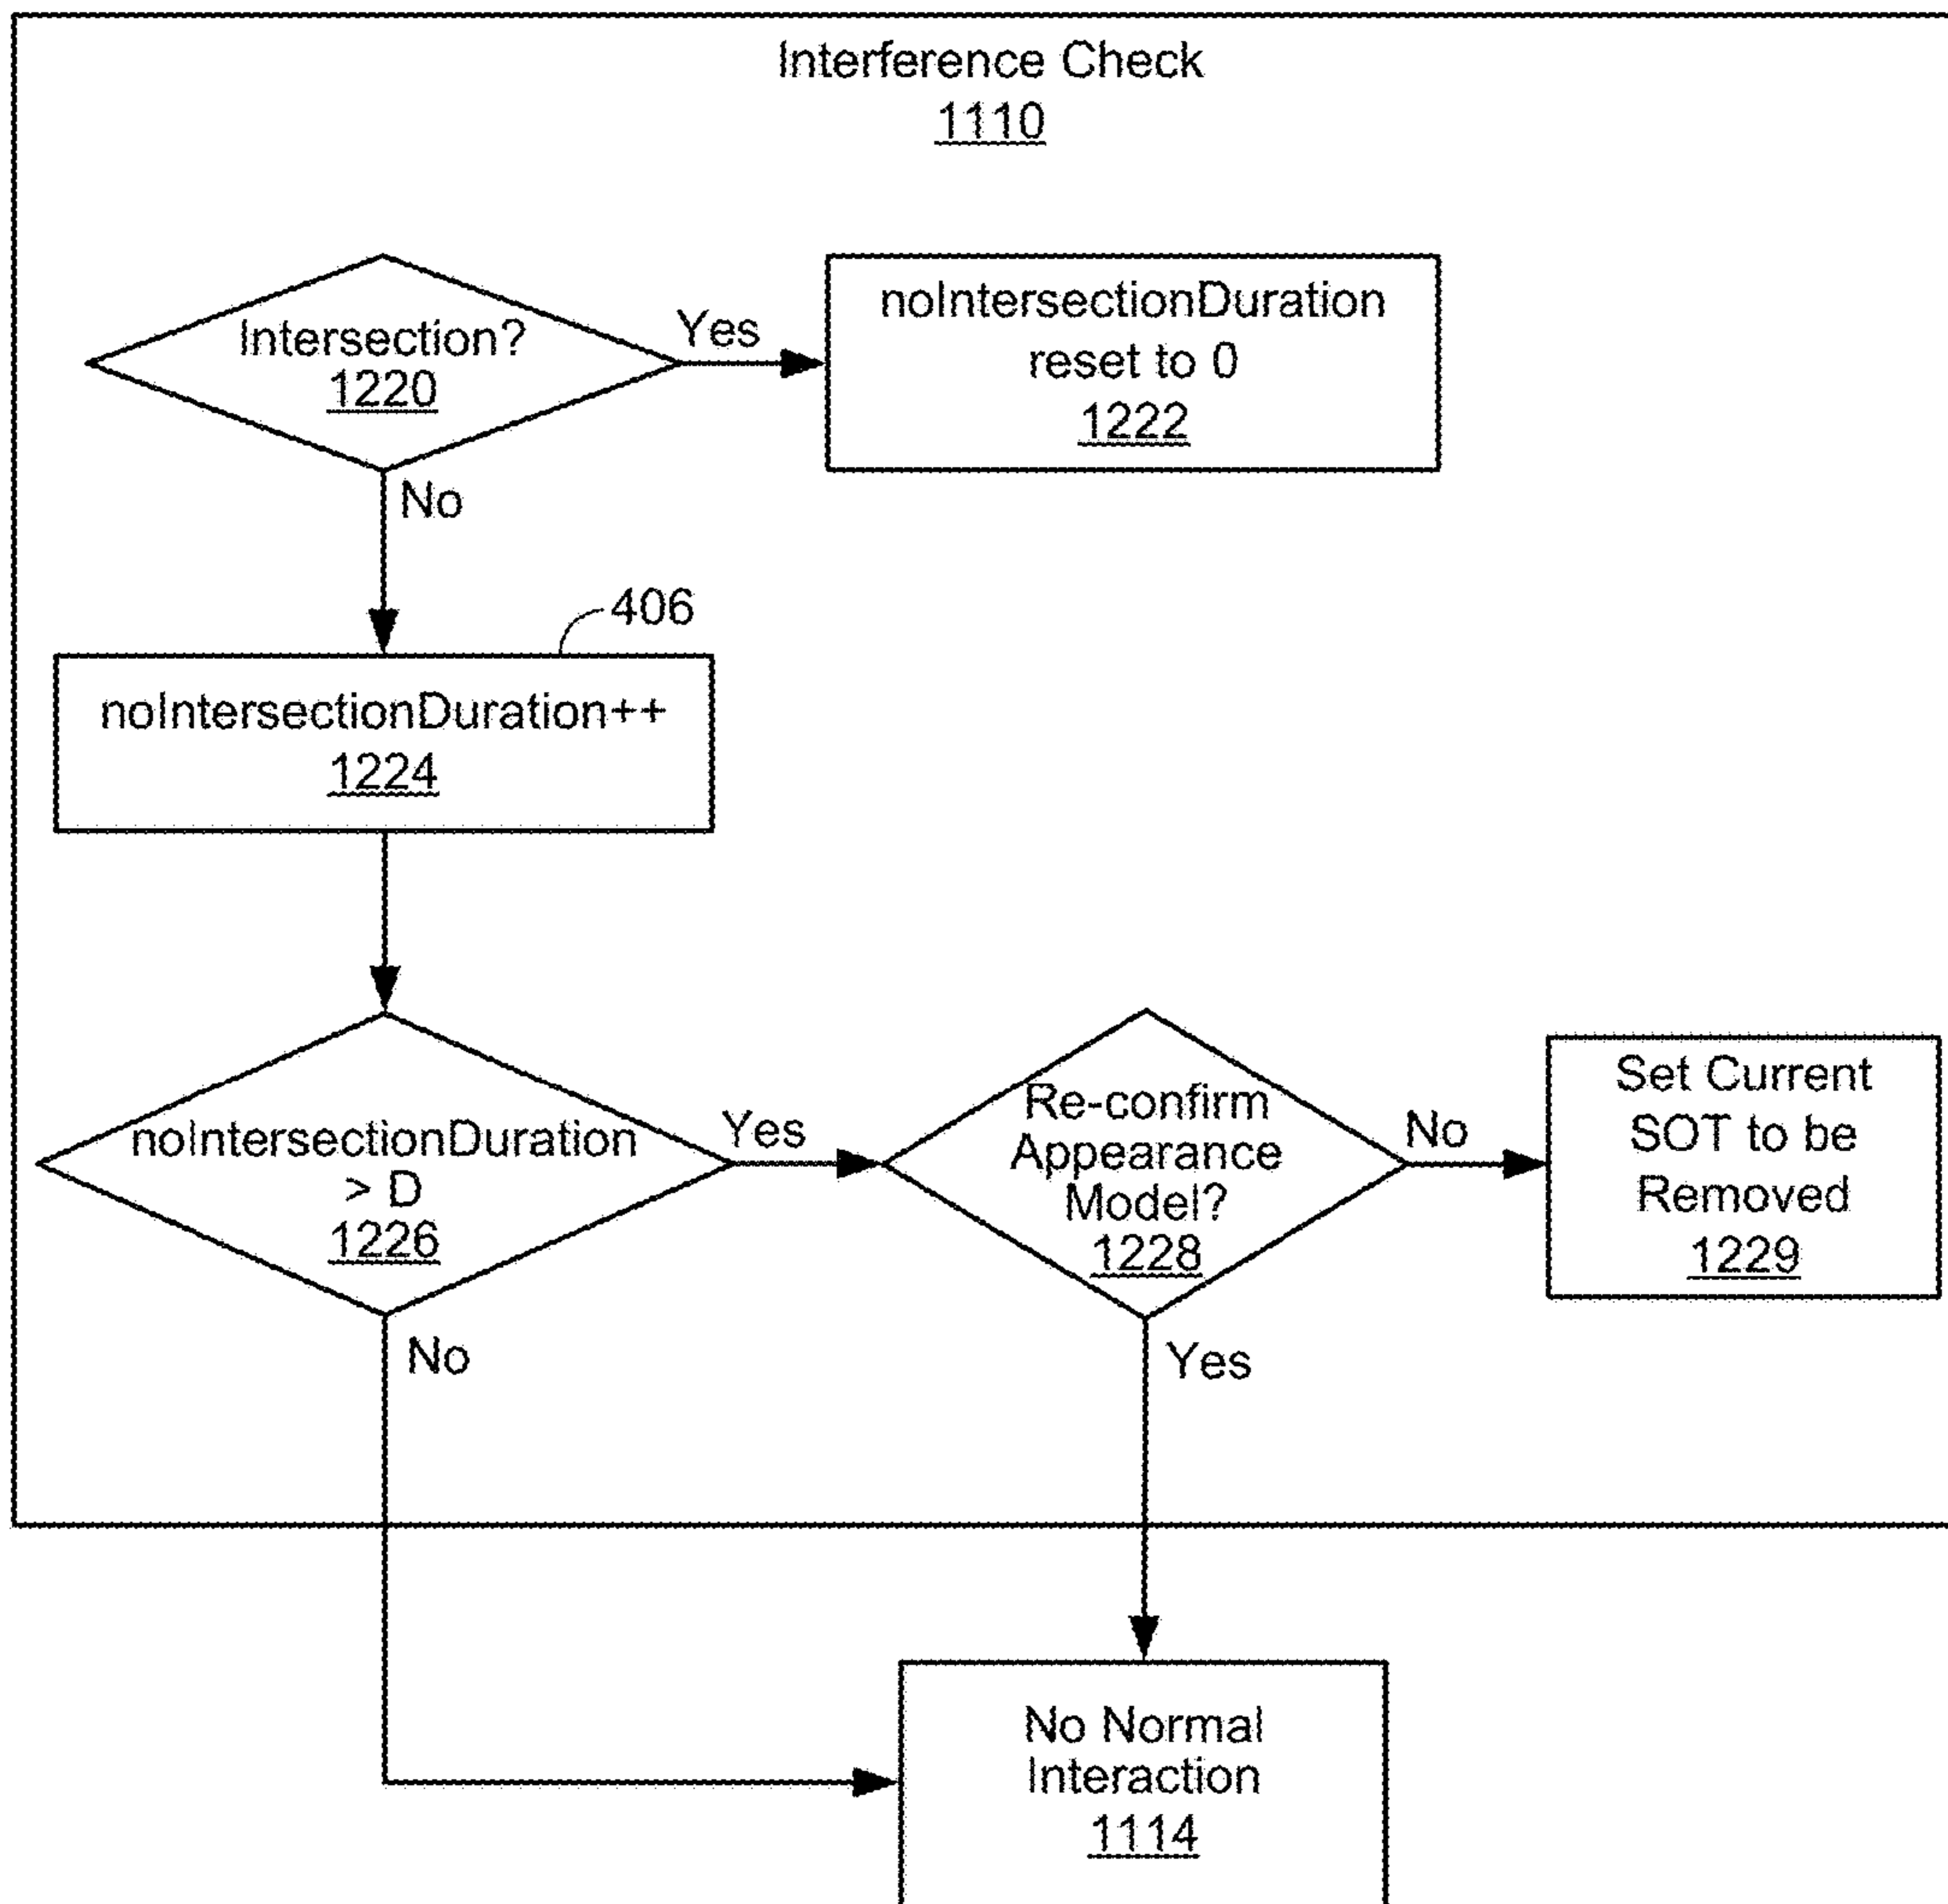 Interference Check
1110
Intersection?
1220
Yes
noIntersectionDuration
reset to 0
1222
No
406
noIntersectionDuration++
1224
noIntersectionDuration
> D
1226
Yes
Re-confirm
Appearance
Model?
1228
No
Set Current
SOT to be
Removed
1229
No
Yes
No Normal
Interaction
1114